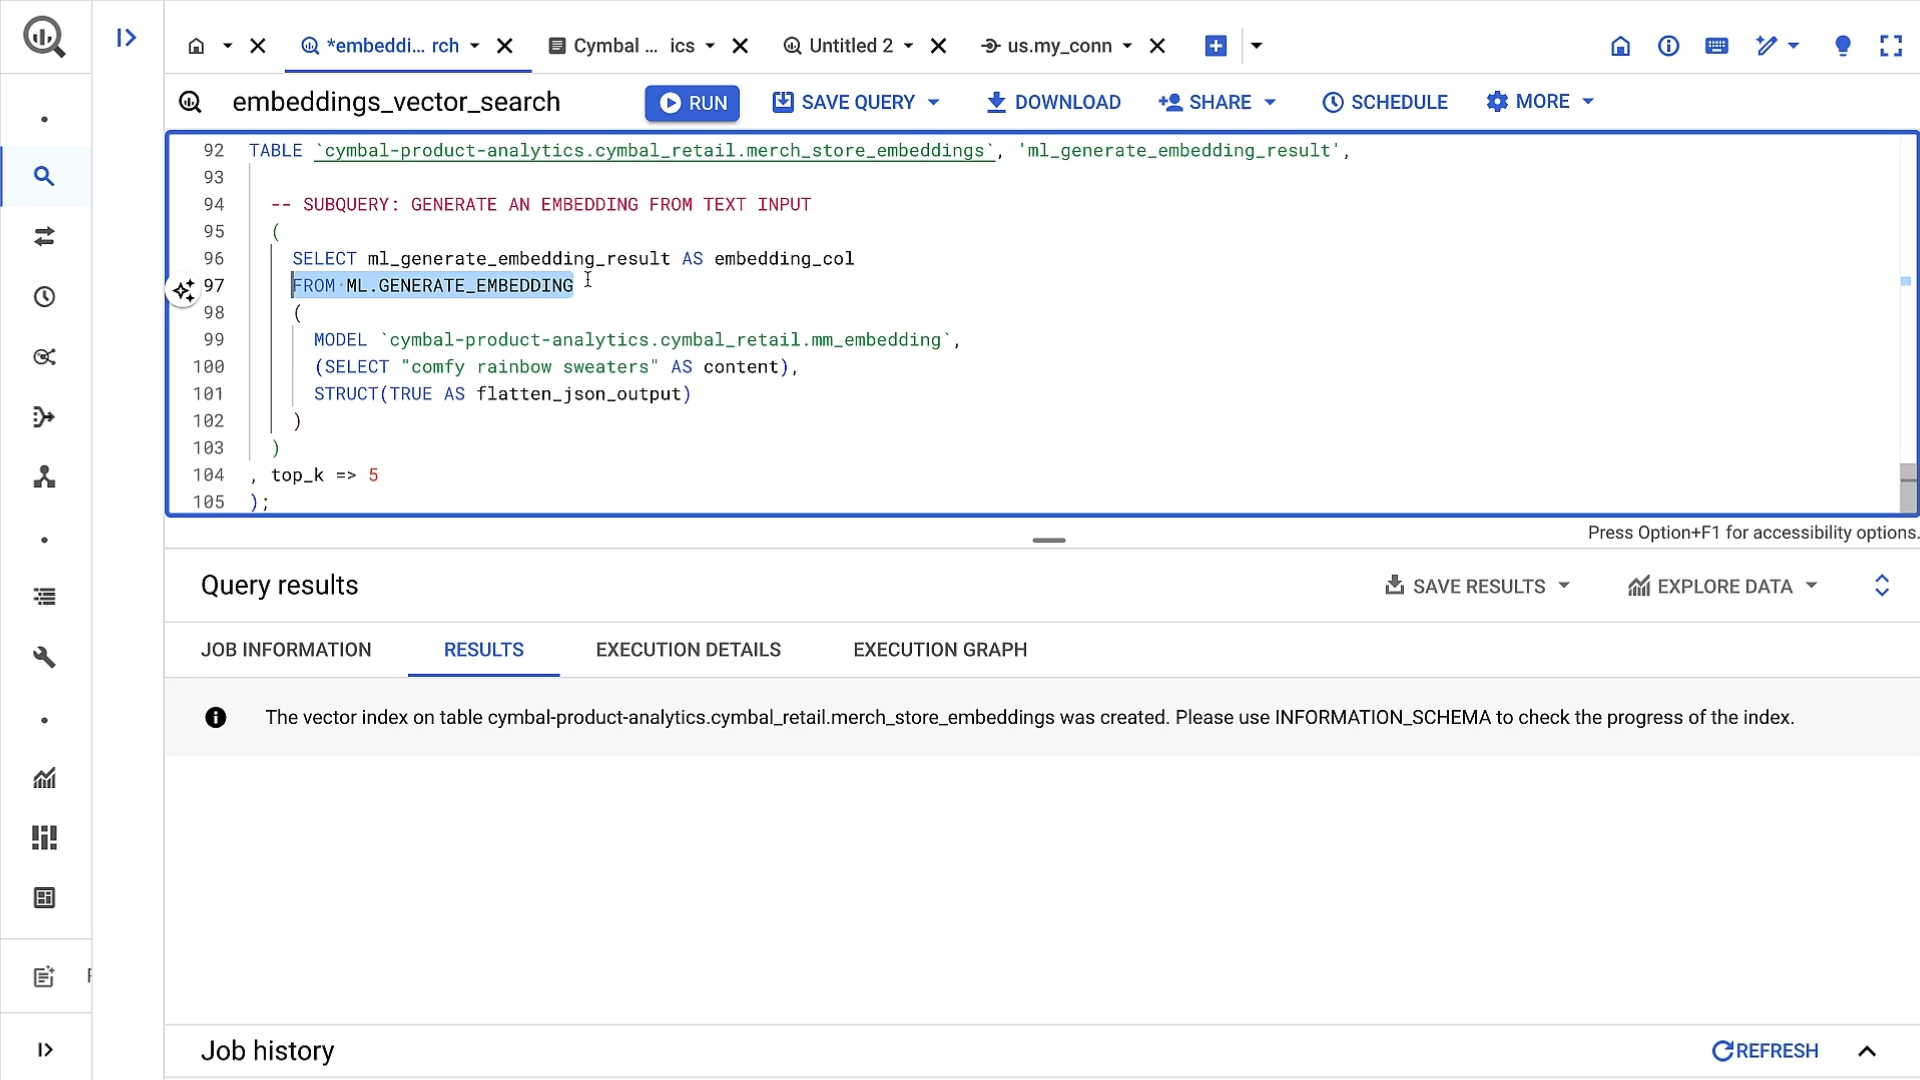 *embeddi... rch
Cymbal ... ics
Untitled 2
us.my_conn
embeddings_vector_search
RUN
SAVE QUERY
DOWNLOAD
SHARE
SCHEDULE
MORE
92 TABLE `cymbal-product-analytics.cymbal_retail.merch_store_embeddings`, 'ml_generate_embedding_result',
93
94 -- SUBQUERY: GENERATE AN EMBEDDING FROM TEXT INPUT
95 (
96 SELECT ml_generate_embedding_result AS embedding_col
97 FROM ML.GENERATE_EMBEDDING
98 (
99 MODEL `cymbal-product-analytics.cymbal_retail.mm_embedding`,
100 (SELECT "comfy rainbow sweaters" AS content),
101 STRUCT(TRUE AS flatten_json_output)
102 )
103 )
104 , top_k => 5
105 );
Press Option+F1 for accessibility options.
Query results
SAVE RESULTS
EXPLORE DATA
JOB INFORMATION
RESULTS
EXECUTION DETAILS
EXECUTION GRAPH
The vector index on table cymbal-product-analytics.cymbal_retail.merch_store_embeddings was created. Please use INFORMATION_SCHEMA to check the progress of the index.
Job history
REFRESH